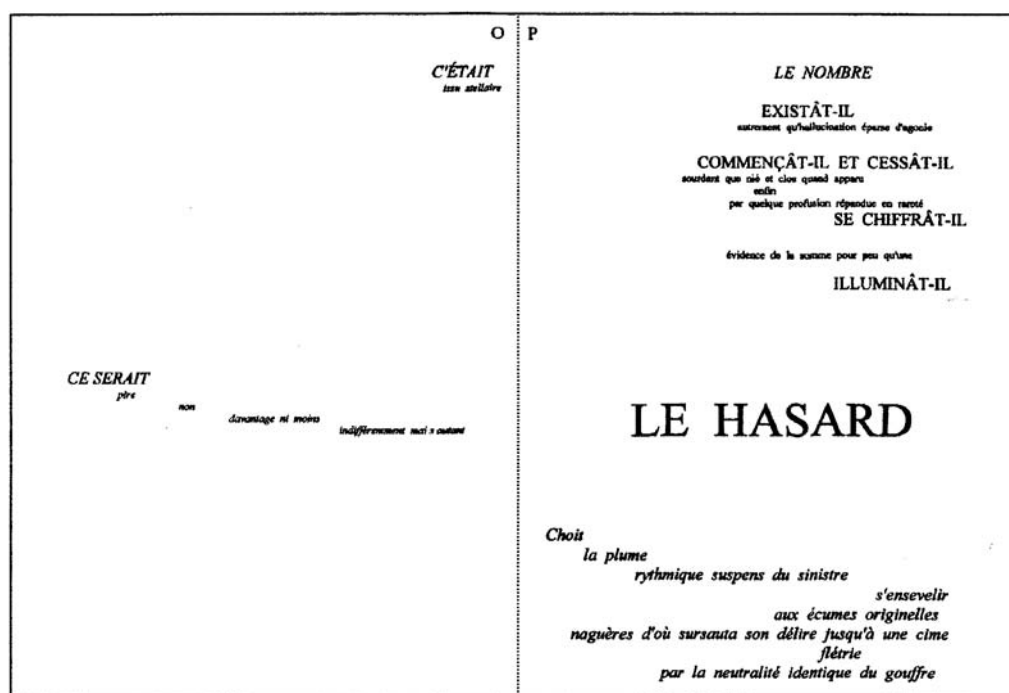 O
C'ÉTAIT
issu stellaire
CE SERAIT
pire
non
davantage ni moins
indifféremment mai s autant
P
LE NOMBRE
EXISTÂT-IL
autrement qu'hallucination éparse d'agonie
COMMENÇÂT-IL ET CESSÂT-IL
sourdant que nié et clos quand apparu
enfin
par quelque profusion répandue en rareté
SE CHIFFRÂT-IL
évidence de la somme pour peu qu'une
ILLUMINÂT-IL
LE HASARD
Choit
la plume
rythmique suspens du sinistre
s'ensevelir
aux écumes originelles
naguères d'où sursauta son délire jusqu'à une cime
flétrie
par la neutralité identique du gouffre